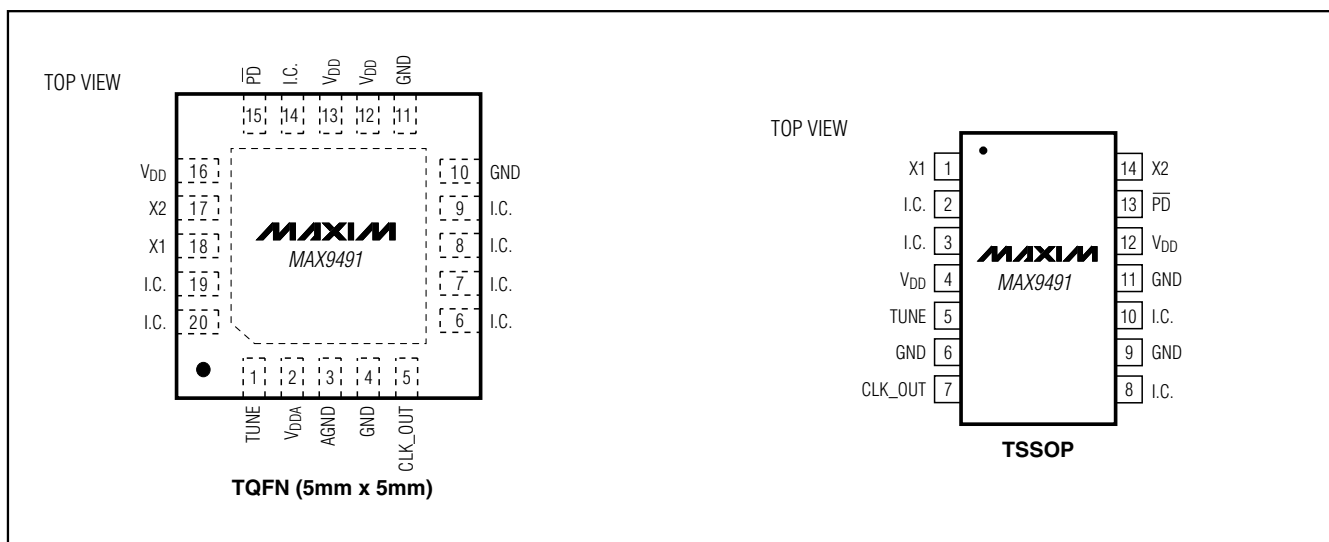 TOP VIEW
P̅D̅ I.C. VDD VDD GND
15 14 13 12 11
VDD 16
X2 17
X1 18
I.C. 19
I.C. 20
MAXIM
MAX9491
10 GND
9 I.C.
8 I.C.
7 I.C.
6 I.C.
1 2 3 4 5
TUNE VDDA AGND GND CLK_OUT
TQFN (5mm x 5mm)
TOP VIEW
X1 1
I.C. 2
I.C. 3
VDD 4
TUNE 5
GND 6
CLK_OUT 7
MAXIM
MAX9491
14 X2
13 P̅D̅
12 VDD
11 GND
10 I.C.
9 GND
8 I.C.
TSSOP